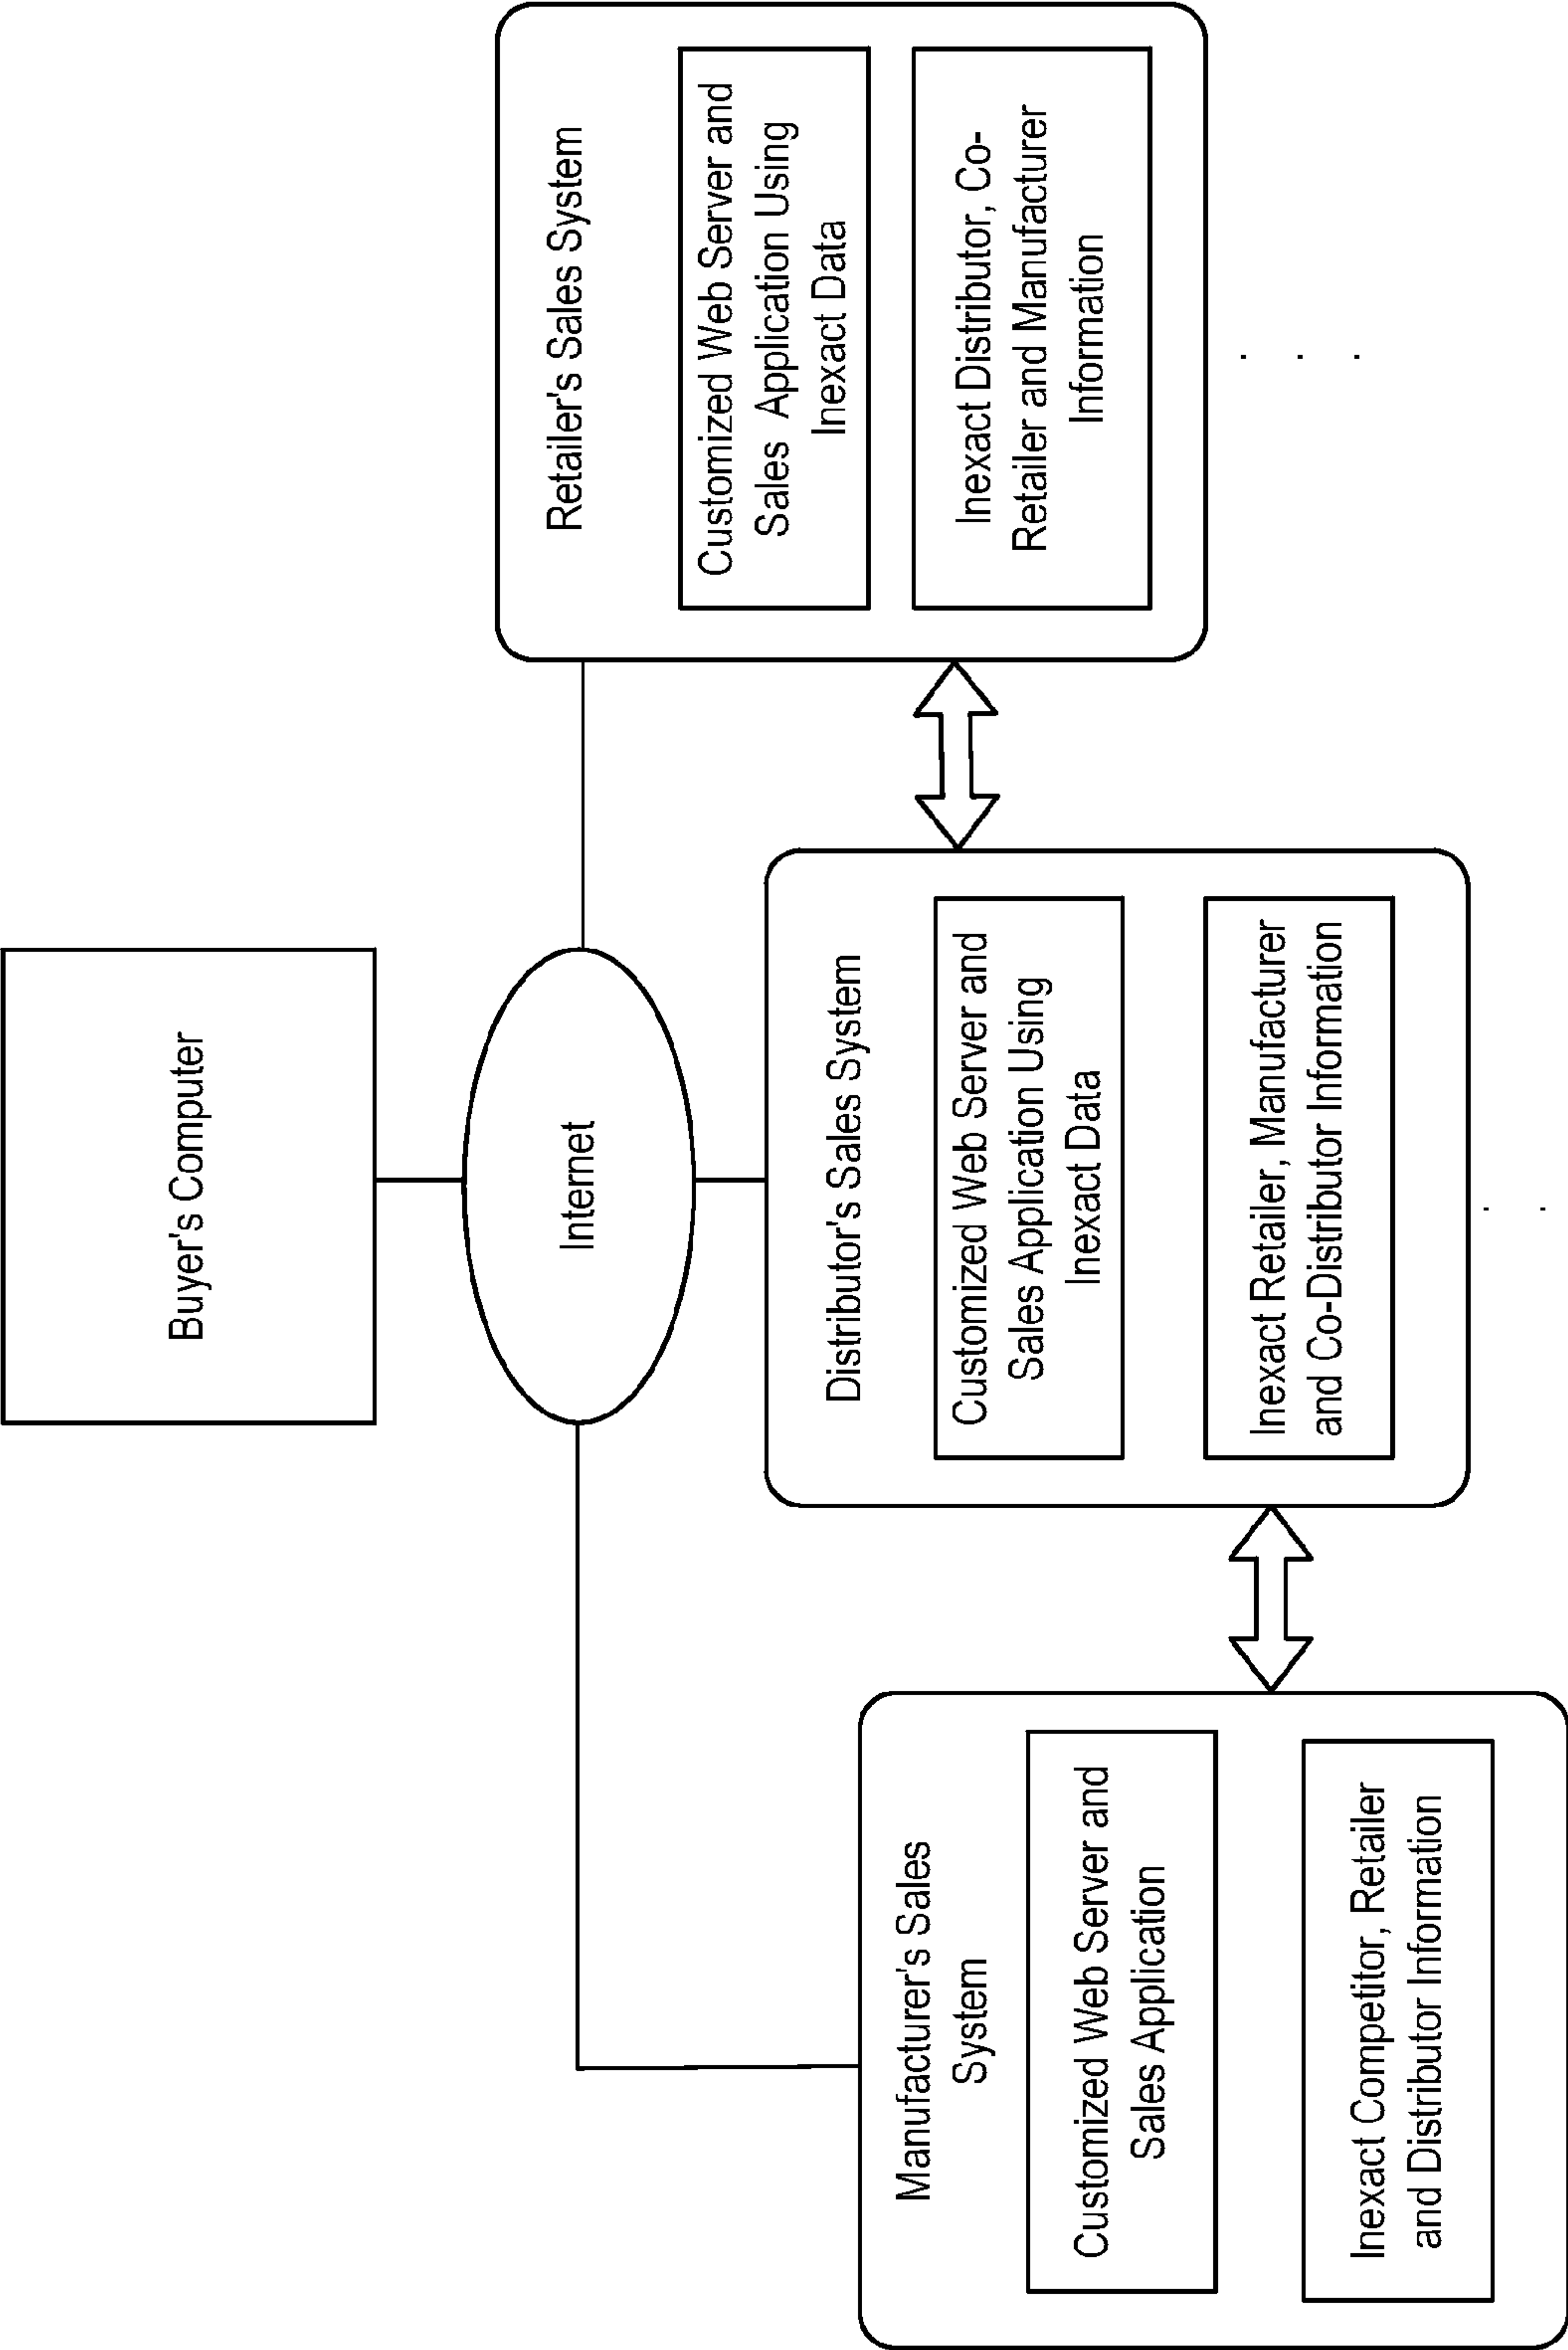 Buyer's Computer
Internet
Manufacturer's Sales
System
Customized Web Server and
Sales Application
Inexact Competitor, Retailer
and Distributor Information
Distributor's Sales System
Customized Web Server and
Sales Application Using
Inexact Data
Inexact Retailer, Manufacturer
and Co-Distributor Information
. .
Retailer's Sales System
Customized Web Server and
Sales Application Using
Inexact Data
Inexact Distributor, Co-
Retailer and Manufacturer
Information
. . .